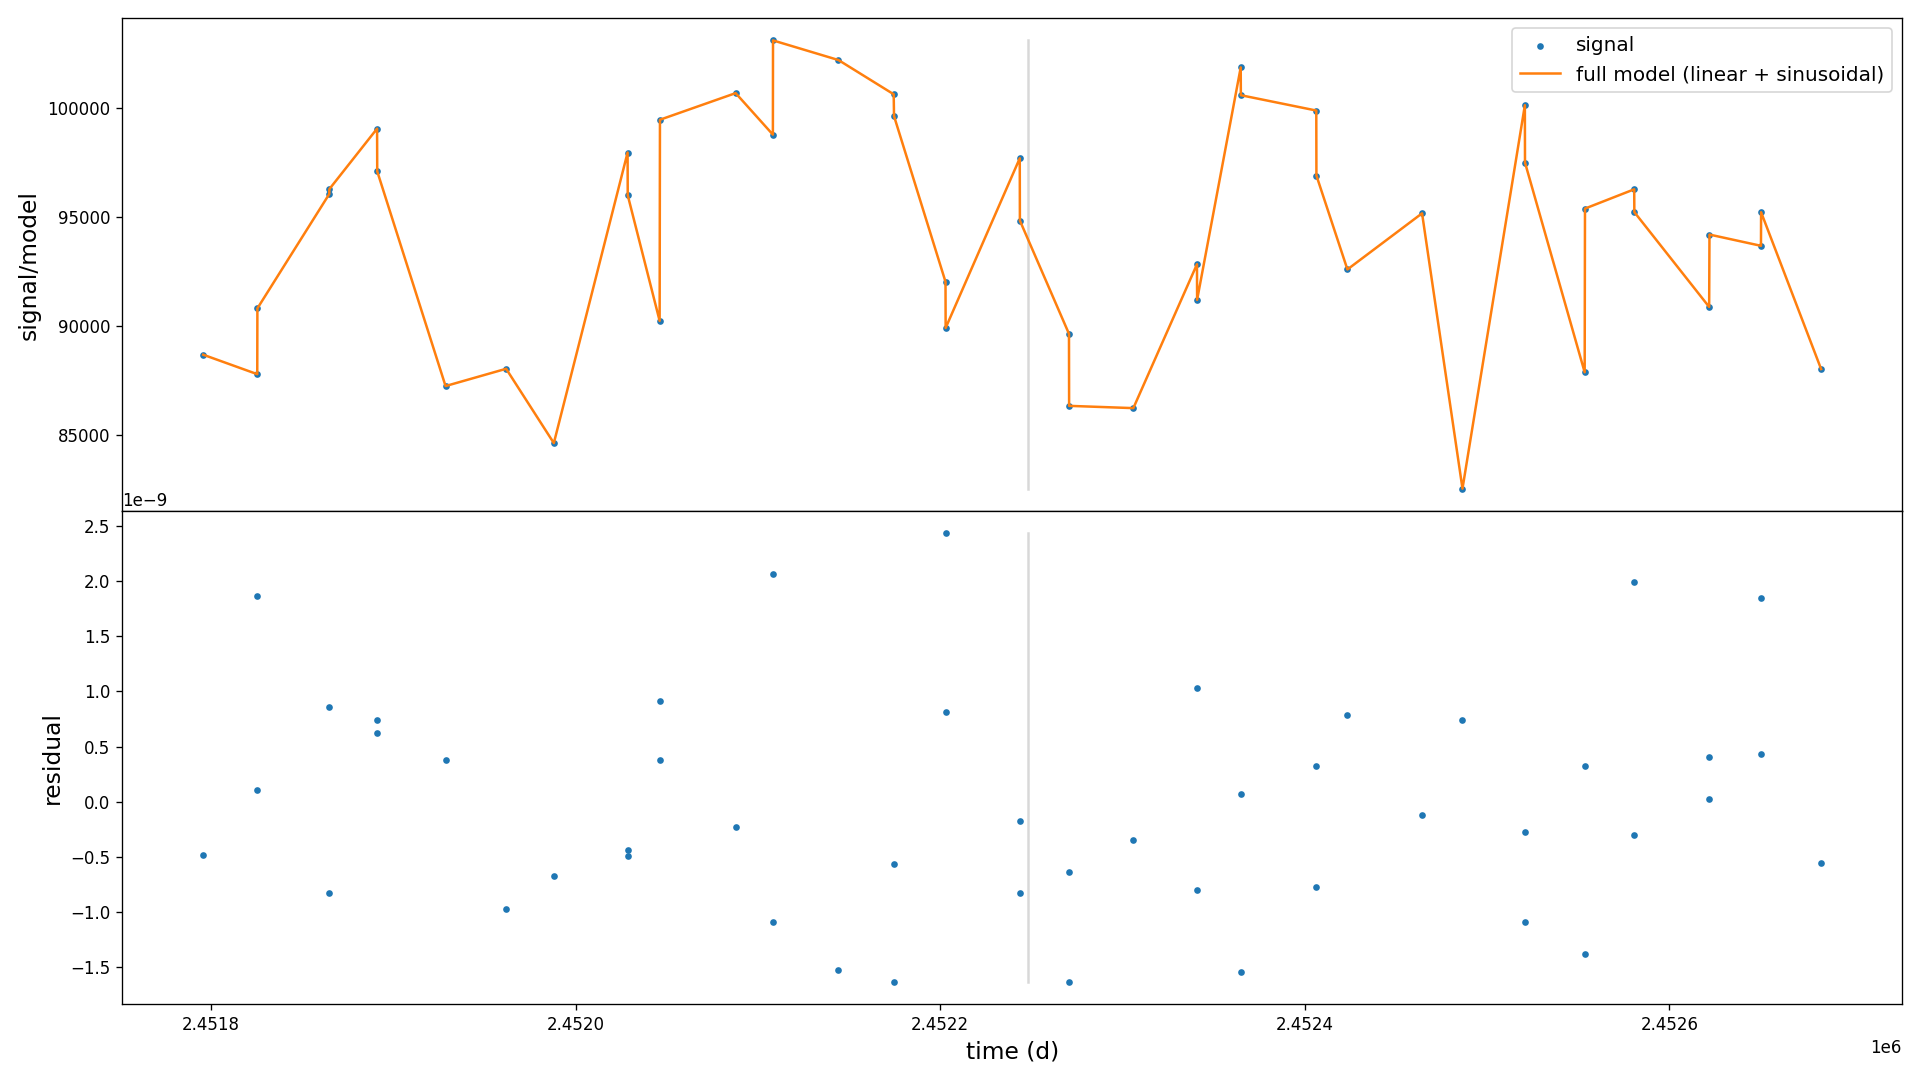 signal
full model (linear + sinusoidal)
100000
95000
90000
85000
signal/model
1e−9
2.5
2.0
1.5
1.0
0.5
0.0
−0.5
−1.0
−1.5
residual
2.4518
2.4520
2.4522
2.4524
2.4526
1e6
time (d)